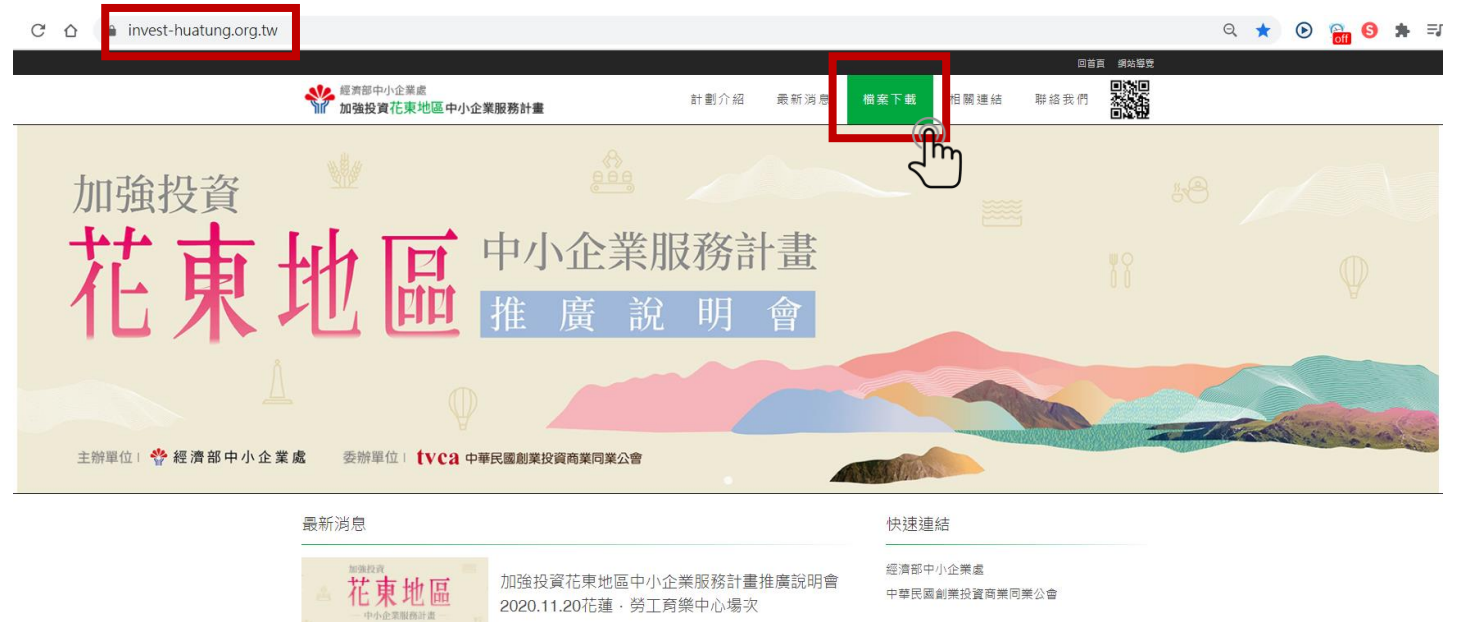 invest-huatung.org.tw
off
S
回首頁 網站導覽
經濟部中小企業處
加強投資花東地區中小企業服務計畫
計劃介紹 最新消息 檔案下載 相關連結 聯絡我們
加強投資
花東地區
中小企業服務計畫
推廣說明會
主辦單位 經濟部中小企業處 委辦單位 tvca 中華民國創業投資商業同業公會
最新消息
加強投資
花東地區
中小企業服務計畫
加強投資花東地區中小企業服務計畫推廣說明會
2020.11.20花蓮．勞工育樂中心場次
快速連結
經濟部中小企業處
中華民國創業投資商業同業公會